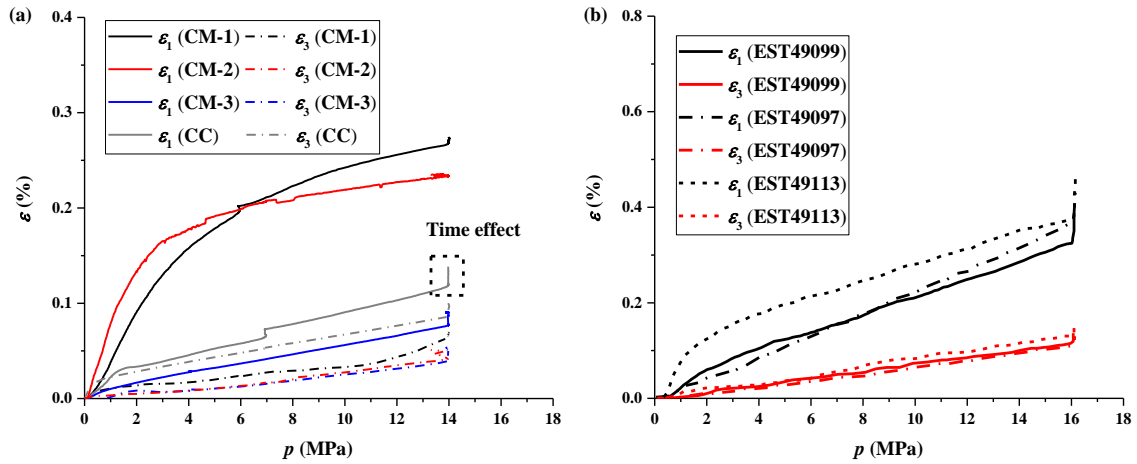 (a)
0.4
0.3
0.2
0.1
0.0
ε (%)
ε1 (CM-1) ε3 (CM-1)
ε1 (CM-2) ε3 (CM-2)
ε1 (CM-3) ε3 (CM-3)
ε1 (CC) ε3 (CC)
Time effect
0 2 4 6 8 10 12 14 16
p (MPa)
(b)
0.8
0.6
0.4
0.2
0.0
ε (%)
ε1 (EST49099)
ε3 (EST49099)
ε1 (EST49097)
ε3 (EST49097)
ε1 (EST49113)
ε3 (EST49113)
0 2 4 6 8 10 12 14 16 18
p (MPa)